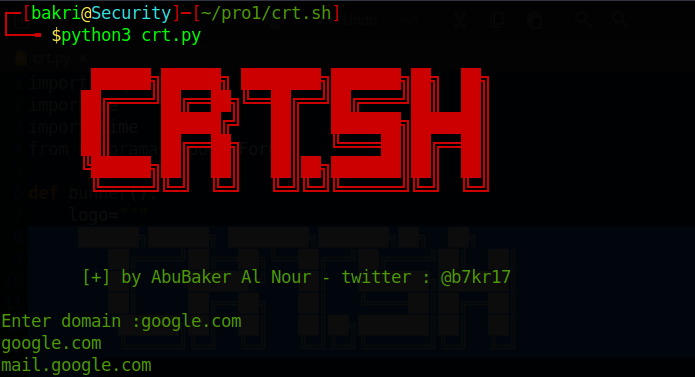 [bakri@Security]─[~/pro1/crt.sh]
$python3 crt.py
CRT.SH
[+] by AbuBaker Al Nour - twitter : @b7kr17
Enter domain :google.com
google.com
mail.google.com